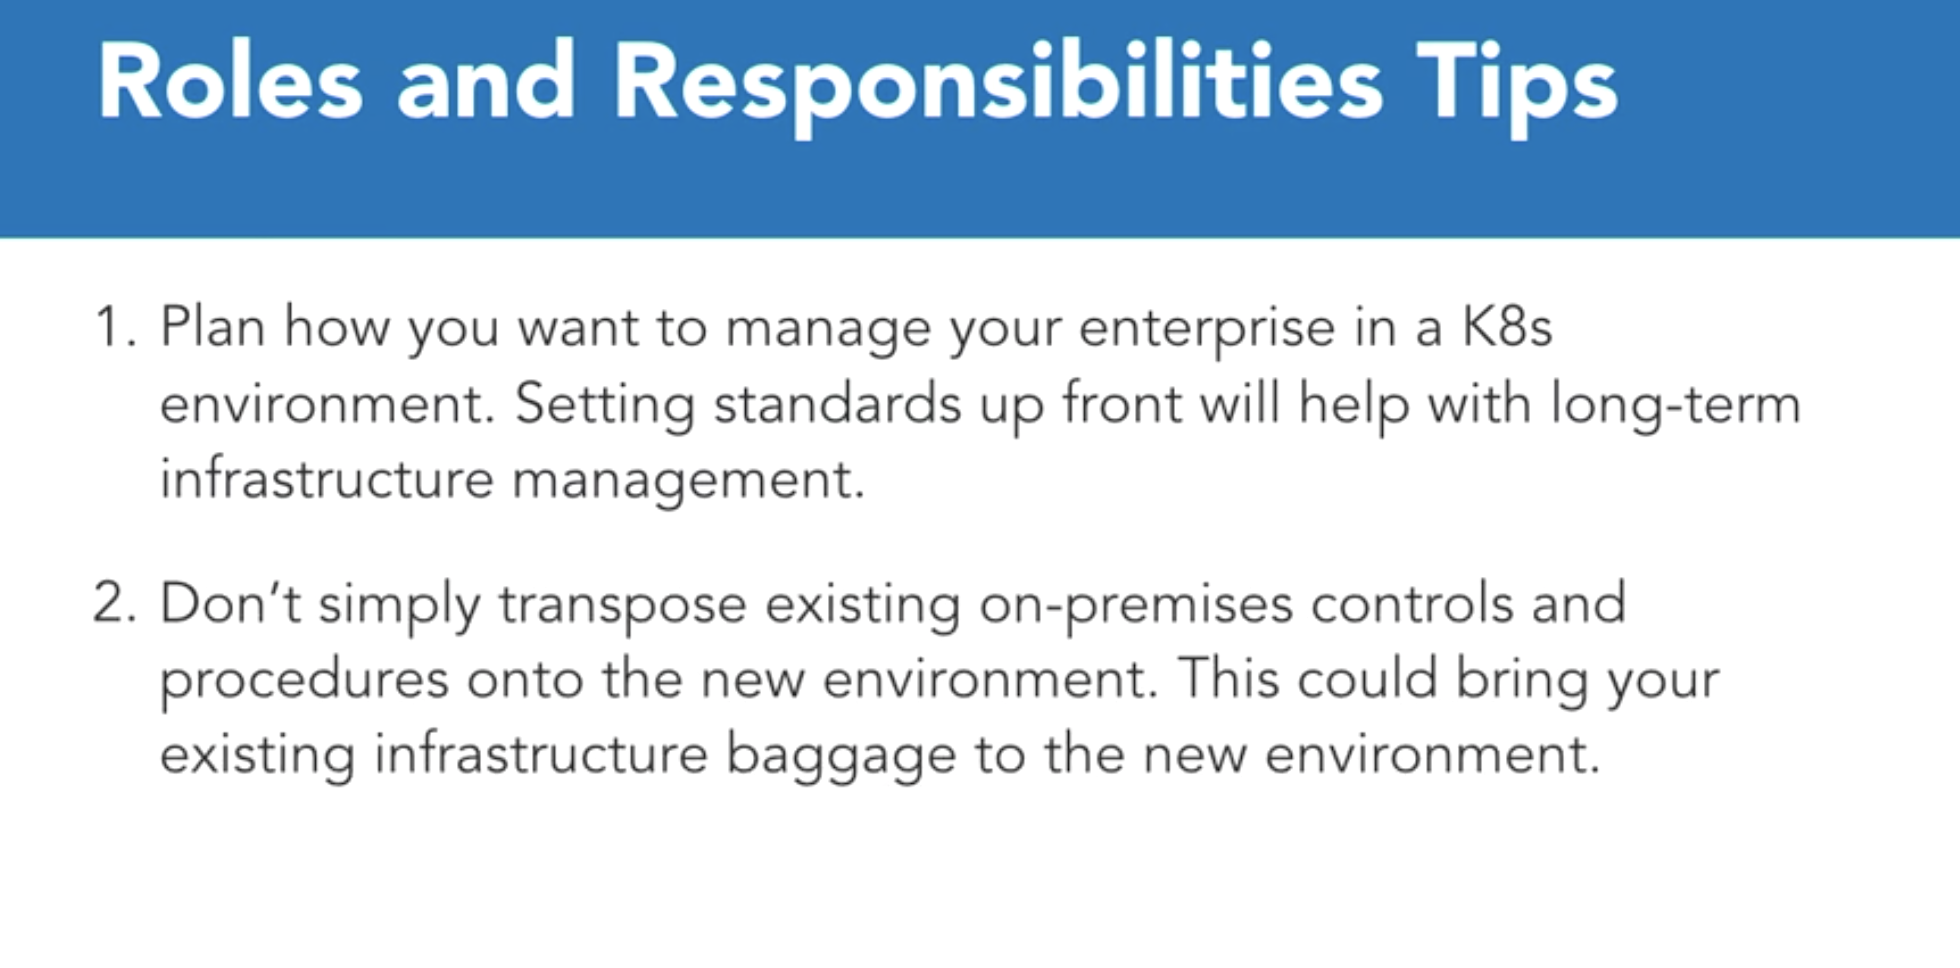 Roles and Responsibilities Tips
1. Plan how you want to manage your enterprise in a K8s
environment. Setting standards up front will help with long-term
infrastructure management.
2. Don’t simply transpose existing on-premises controls and
procedures onto the new environment. This could bring your
existing infrastructure baggage to the new environment.